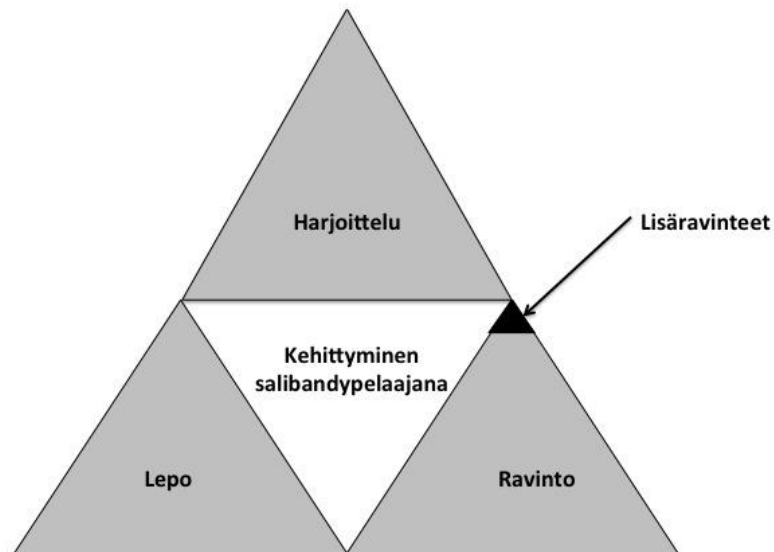 Harjoittelu
Lisäravinteet
Kehittyminen
salibandypelaajana
Lepo
Ravinto